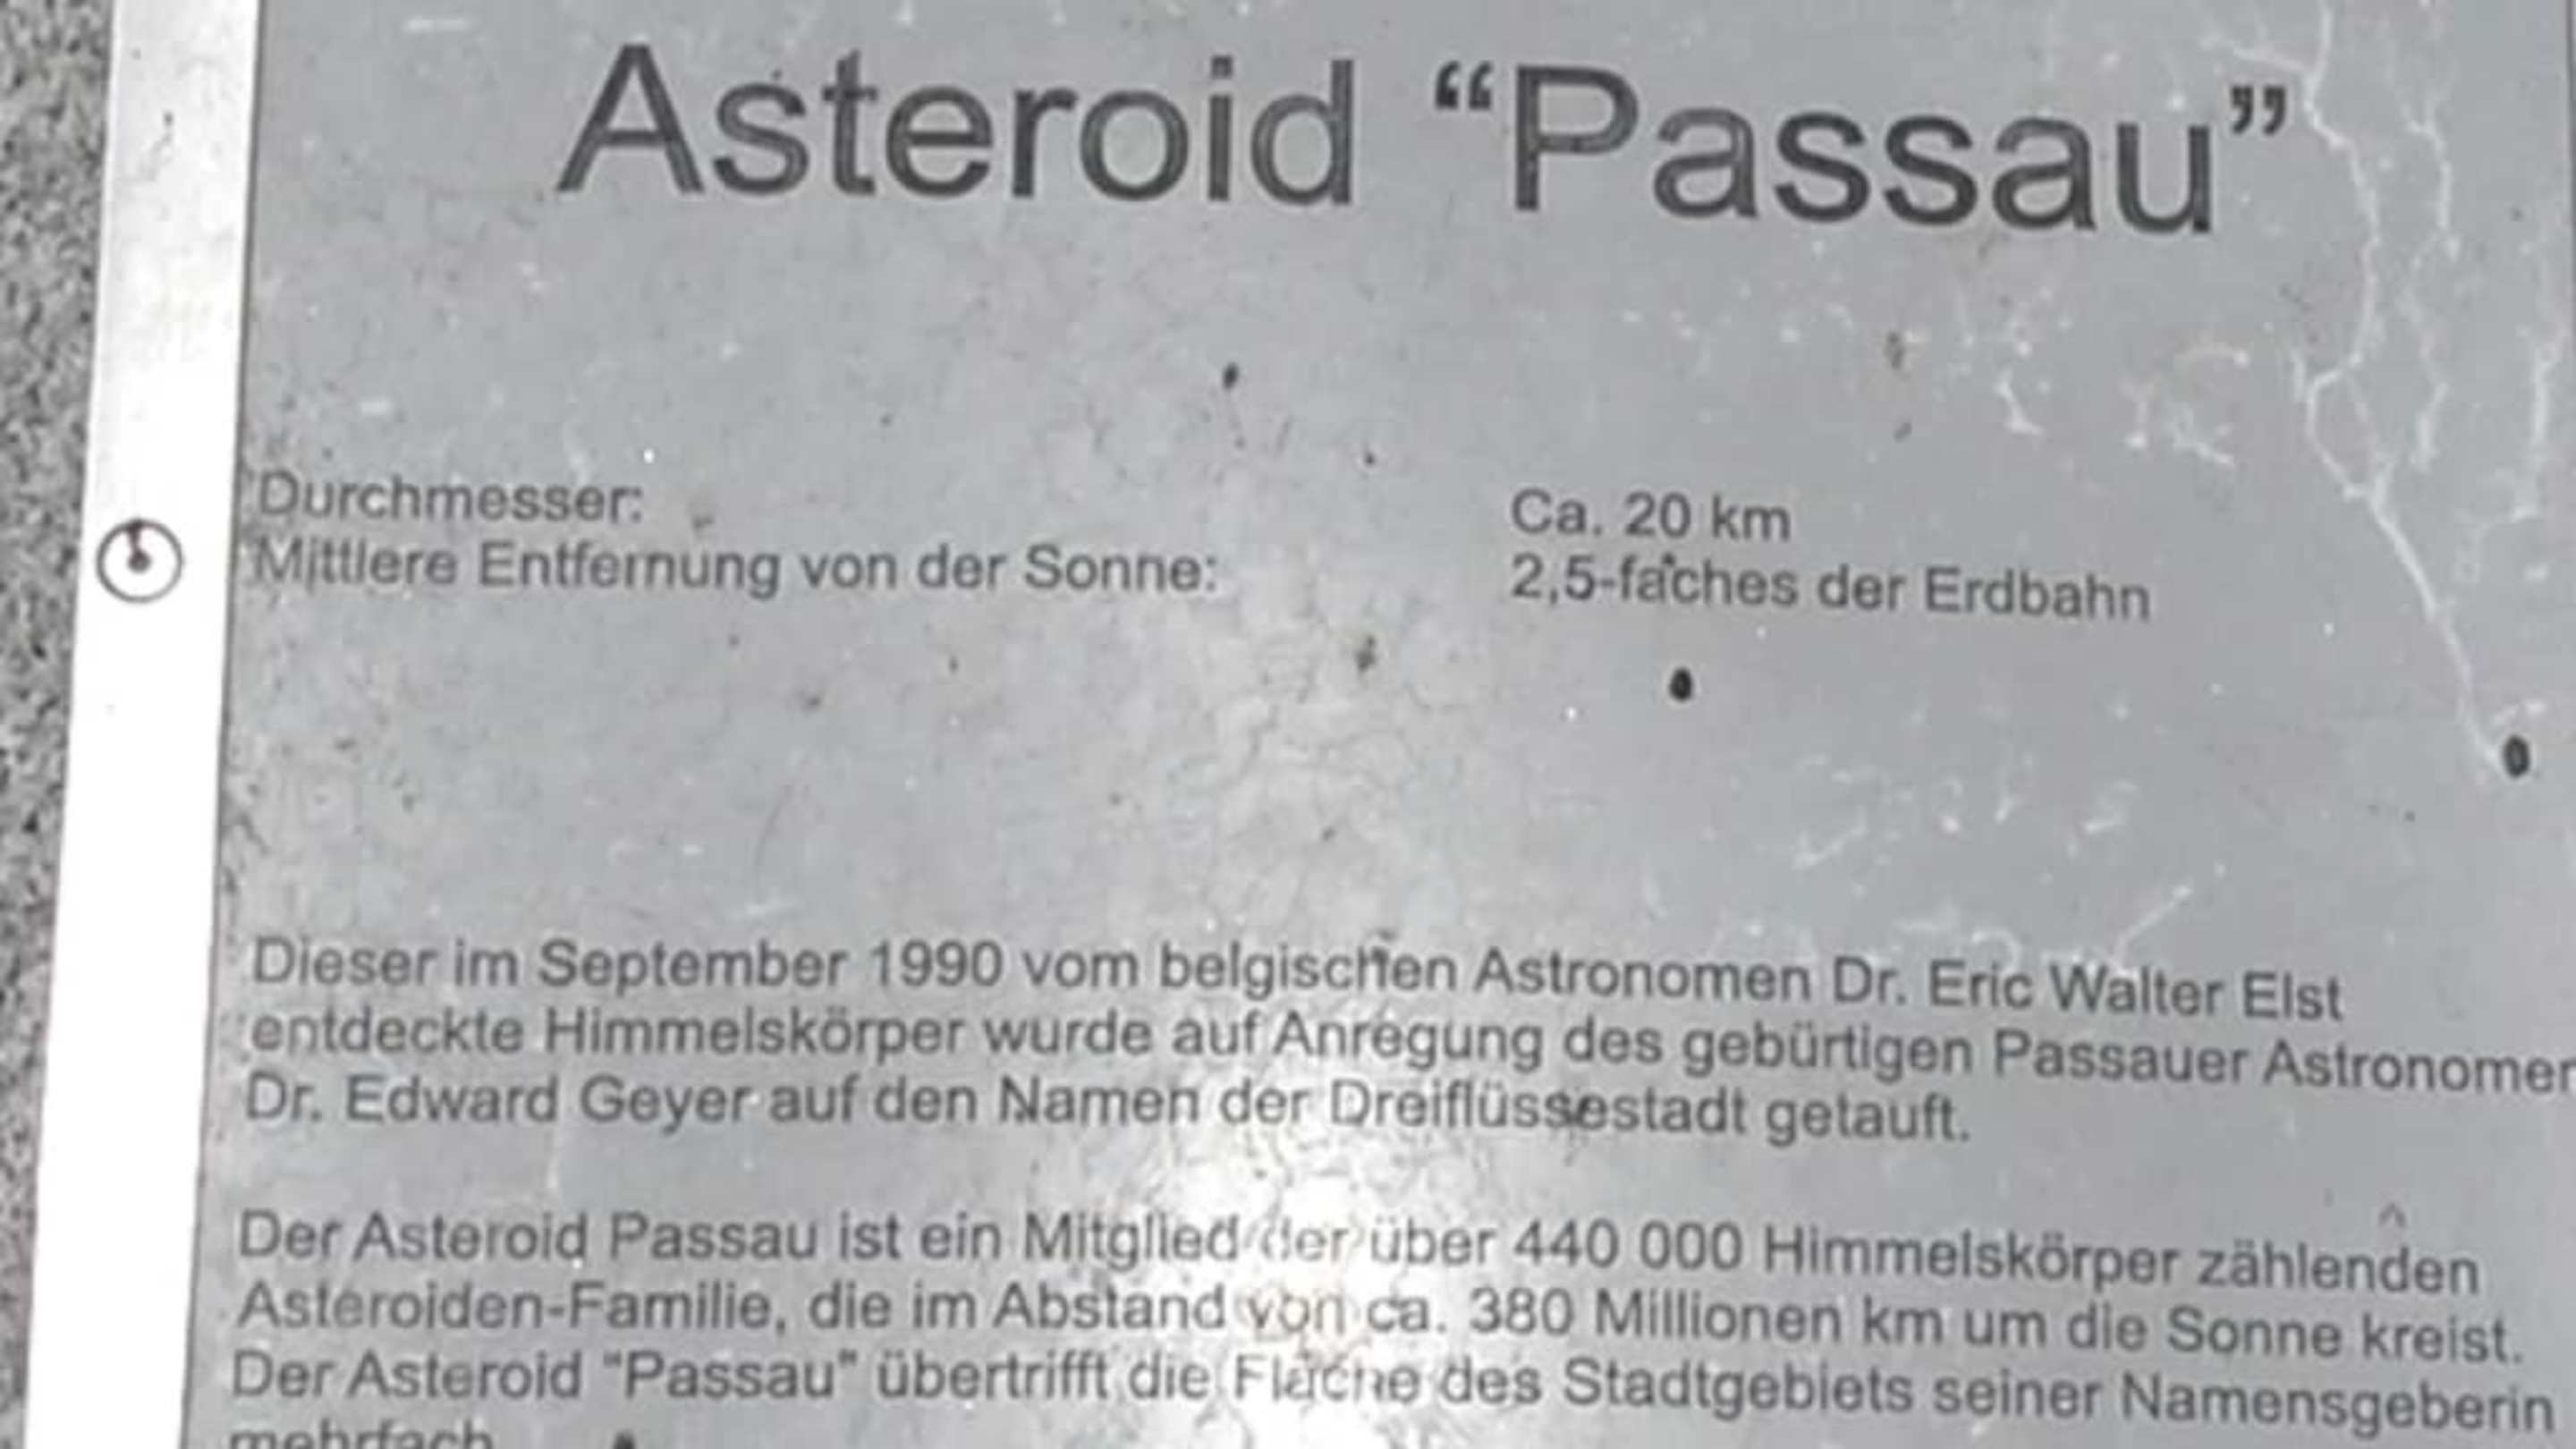 Asteroid “Passau”
Durchmesser: Ca. 20 km
Mittlere Entfernung von der Sonne: 2,5-faches der Erdbahn
Dieser im September 1990 vom belgischen Astronomen Dr. Eric Walter Elst
entdeckte Himmelskörper wurde auf Anregung des gebürtigen Passauer Astronomen
Dr. Edward Geyer auf den Namen der Dreiflüssestadt getauft.
Der Asteroid Passau ist ein Mitglied der über 440 000 Himmelskörper zählenden
Asteroiden-Familie, die im Abstand von ca. 380 Millionen km um die Sonne kreist.
Der Asteroid "Passau" übertrifft die Fläche des Stadtgebiets seiner Namensgeberin
mehrfach